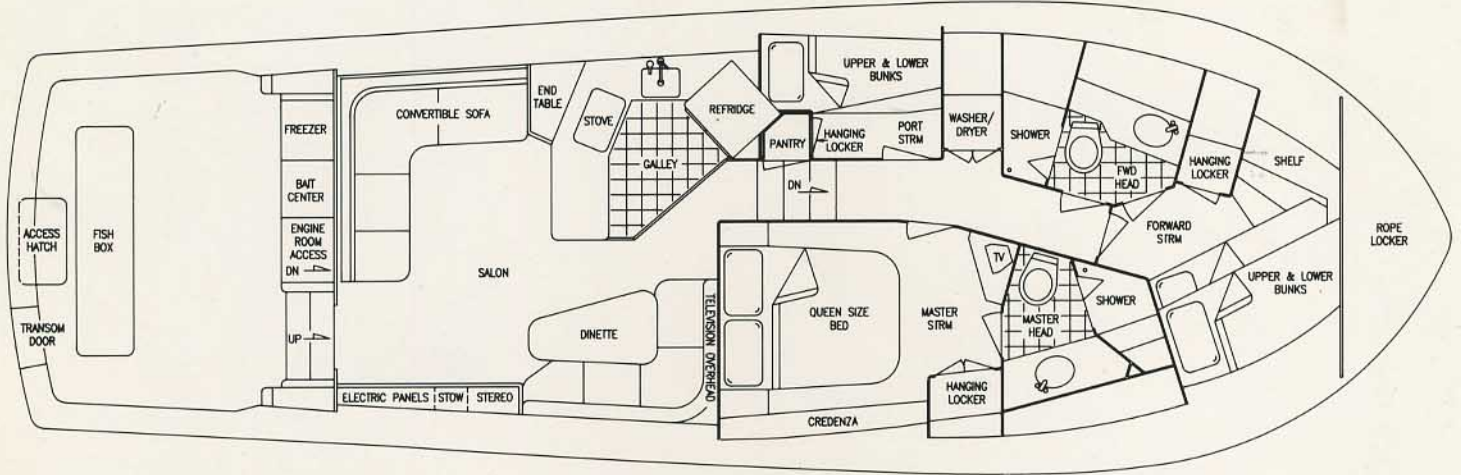 ACCESS
HATCH
FISH
BOX
TRANSOM
DOOR
FREEZER
BAIT
CENTER
ENGINE
ROOM
ACCESS
DN
UP
CONVERTIBLE SOFA
END
TABLE
STOVE
REFRIDGE
GALLEY
SALON
DINETTE
TELEVISION OVERHEAD
ELECTRIC PANELS
STOW
STEREO
UPPER & LOWER
BUNKS
PANTRY
HANGING
LOCKER
PORT
STRM
WASHER/
DRYER
DN
SHOWER
FWD
HEAD
HANGING
LOCKER
SHELF
FORWARD
STRM
UPPER & LOWER
BUNKS
ROPE
LOCKER
QUEEN SIZE
BED
MASTER
STRM
TV
MASTER
HEAD
SHOWER
HANGING
LOCKER
CREDENZA